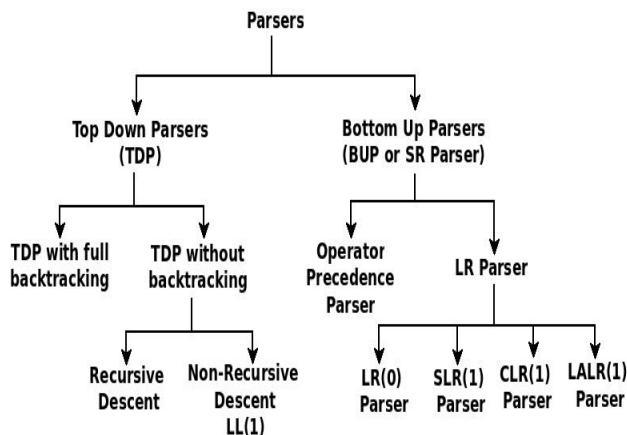 Parsers
Top Down Parsers
(TDP)
Bottom Up Parsers
(BUP or SR Parser)
TDP with full
backtracking
TDP without
backtracking
Operator
Precedence
Parser
LR Parser
Recursive
Descent
Non-Recursive
Descent
LL(1)
LR(0)
Parser
SLR(1)
Parser
CLR(1)
Parser
LALR(1)
Parser